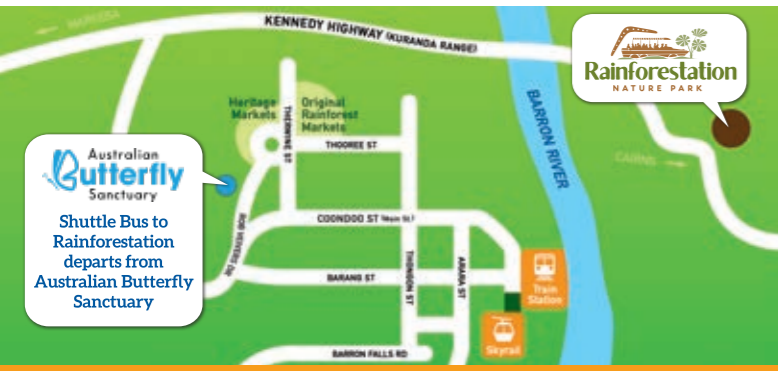 MAREEBA
KENNEDY HIGHWAY (KURANDA RANGE)
Rainforestation
NATURE PARK
BARRON RIVER
CAIRNS
Heritage
Markets
Original
Rainforest
Markets
THERWINE ST
THOOREE ST
Australian
Butterfly
Sanctuary
Shuttle Bus to
Rainforestation
departs from
Australian Butterfly
Sanctuary
ROB VEIVERS DR
COONDOO ST (Main St.)
BARANG ST
THONGON ST
ARARA ST
Train
Station
Skyrail
BARRON FALLS RD